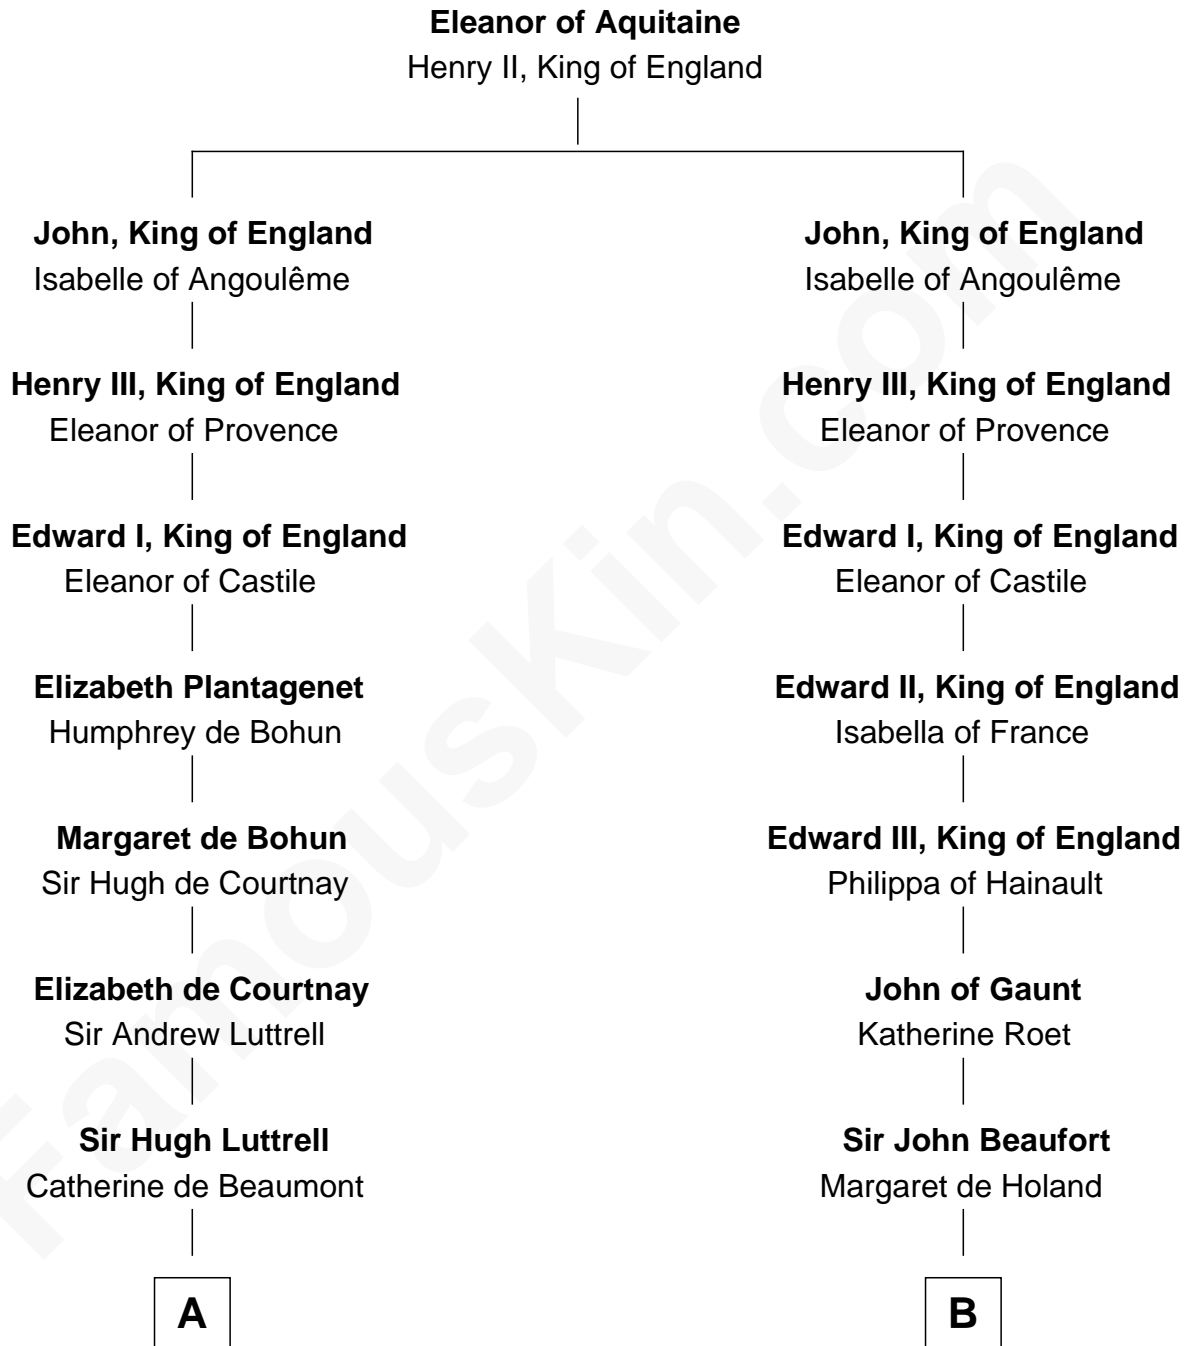 Eleanor of Aquitaine
Henry II, King of England
John, King of England
Isabelle of Angoulême
John, King of England
Isabelle of Angoulême
Henry III, King of England
Eleanor of Provence
Henry III, King of England
Eleanor of Provence
Edward I, King of England
Eleanor of Castile
Edward I, King of England
Eleanor of Castile
Elizabeth Plantagenet
Humphrey de Bohun
Edward II, King of England
Isabella of France
Margaret de Bohun
Sir Hugh de Courtnay
Edward III, King of England
Philippa of Hainault
Elizabeth de Courtnay
Sir Andrew Luttrell
John of Gaunt
Katherine Roet
Sir Hugh Luttrell
Catherine de Beaumont
Sir John Beaufort
Margaret de Holand
A
B
FamousKin.com